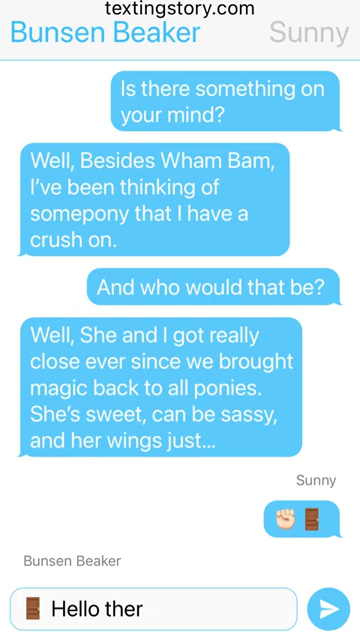 textingstory.com
Bunsen Beaker Sunny
Is there something on
your mind?
Well, Besides Wham Bam,
I've been thinking of
somepony that I have a
crush on.
And who would that be?
Well, She and I got really
close ever since we brought
magic back to all ponies.
She's sweet, can be sassy,
and her wings just...
Sunny
✊🏻 🚪
Bunsen Beaker
🚪 Hello ther